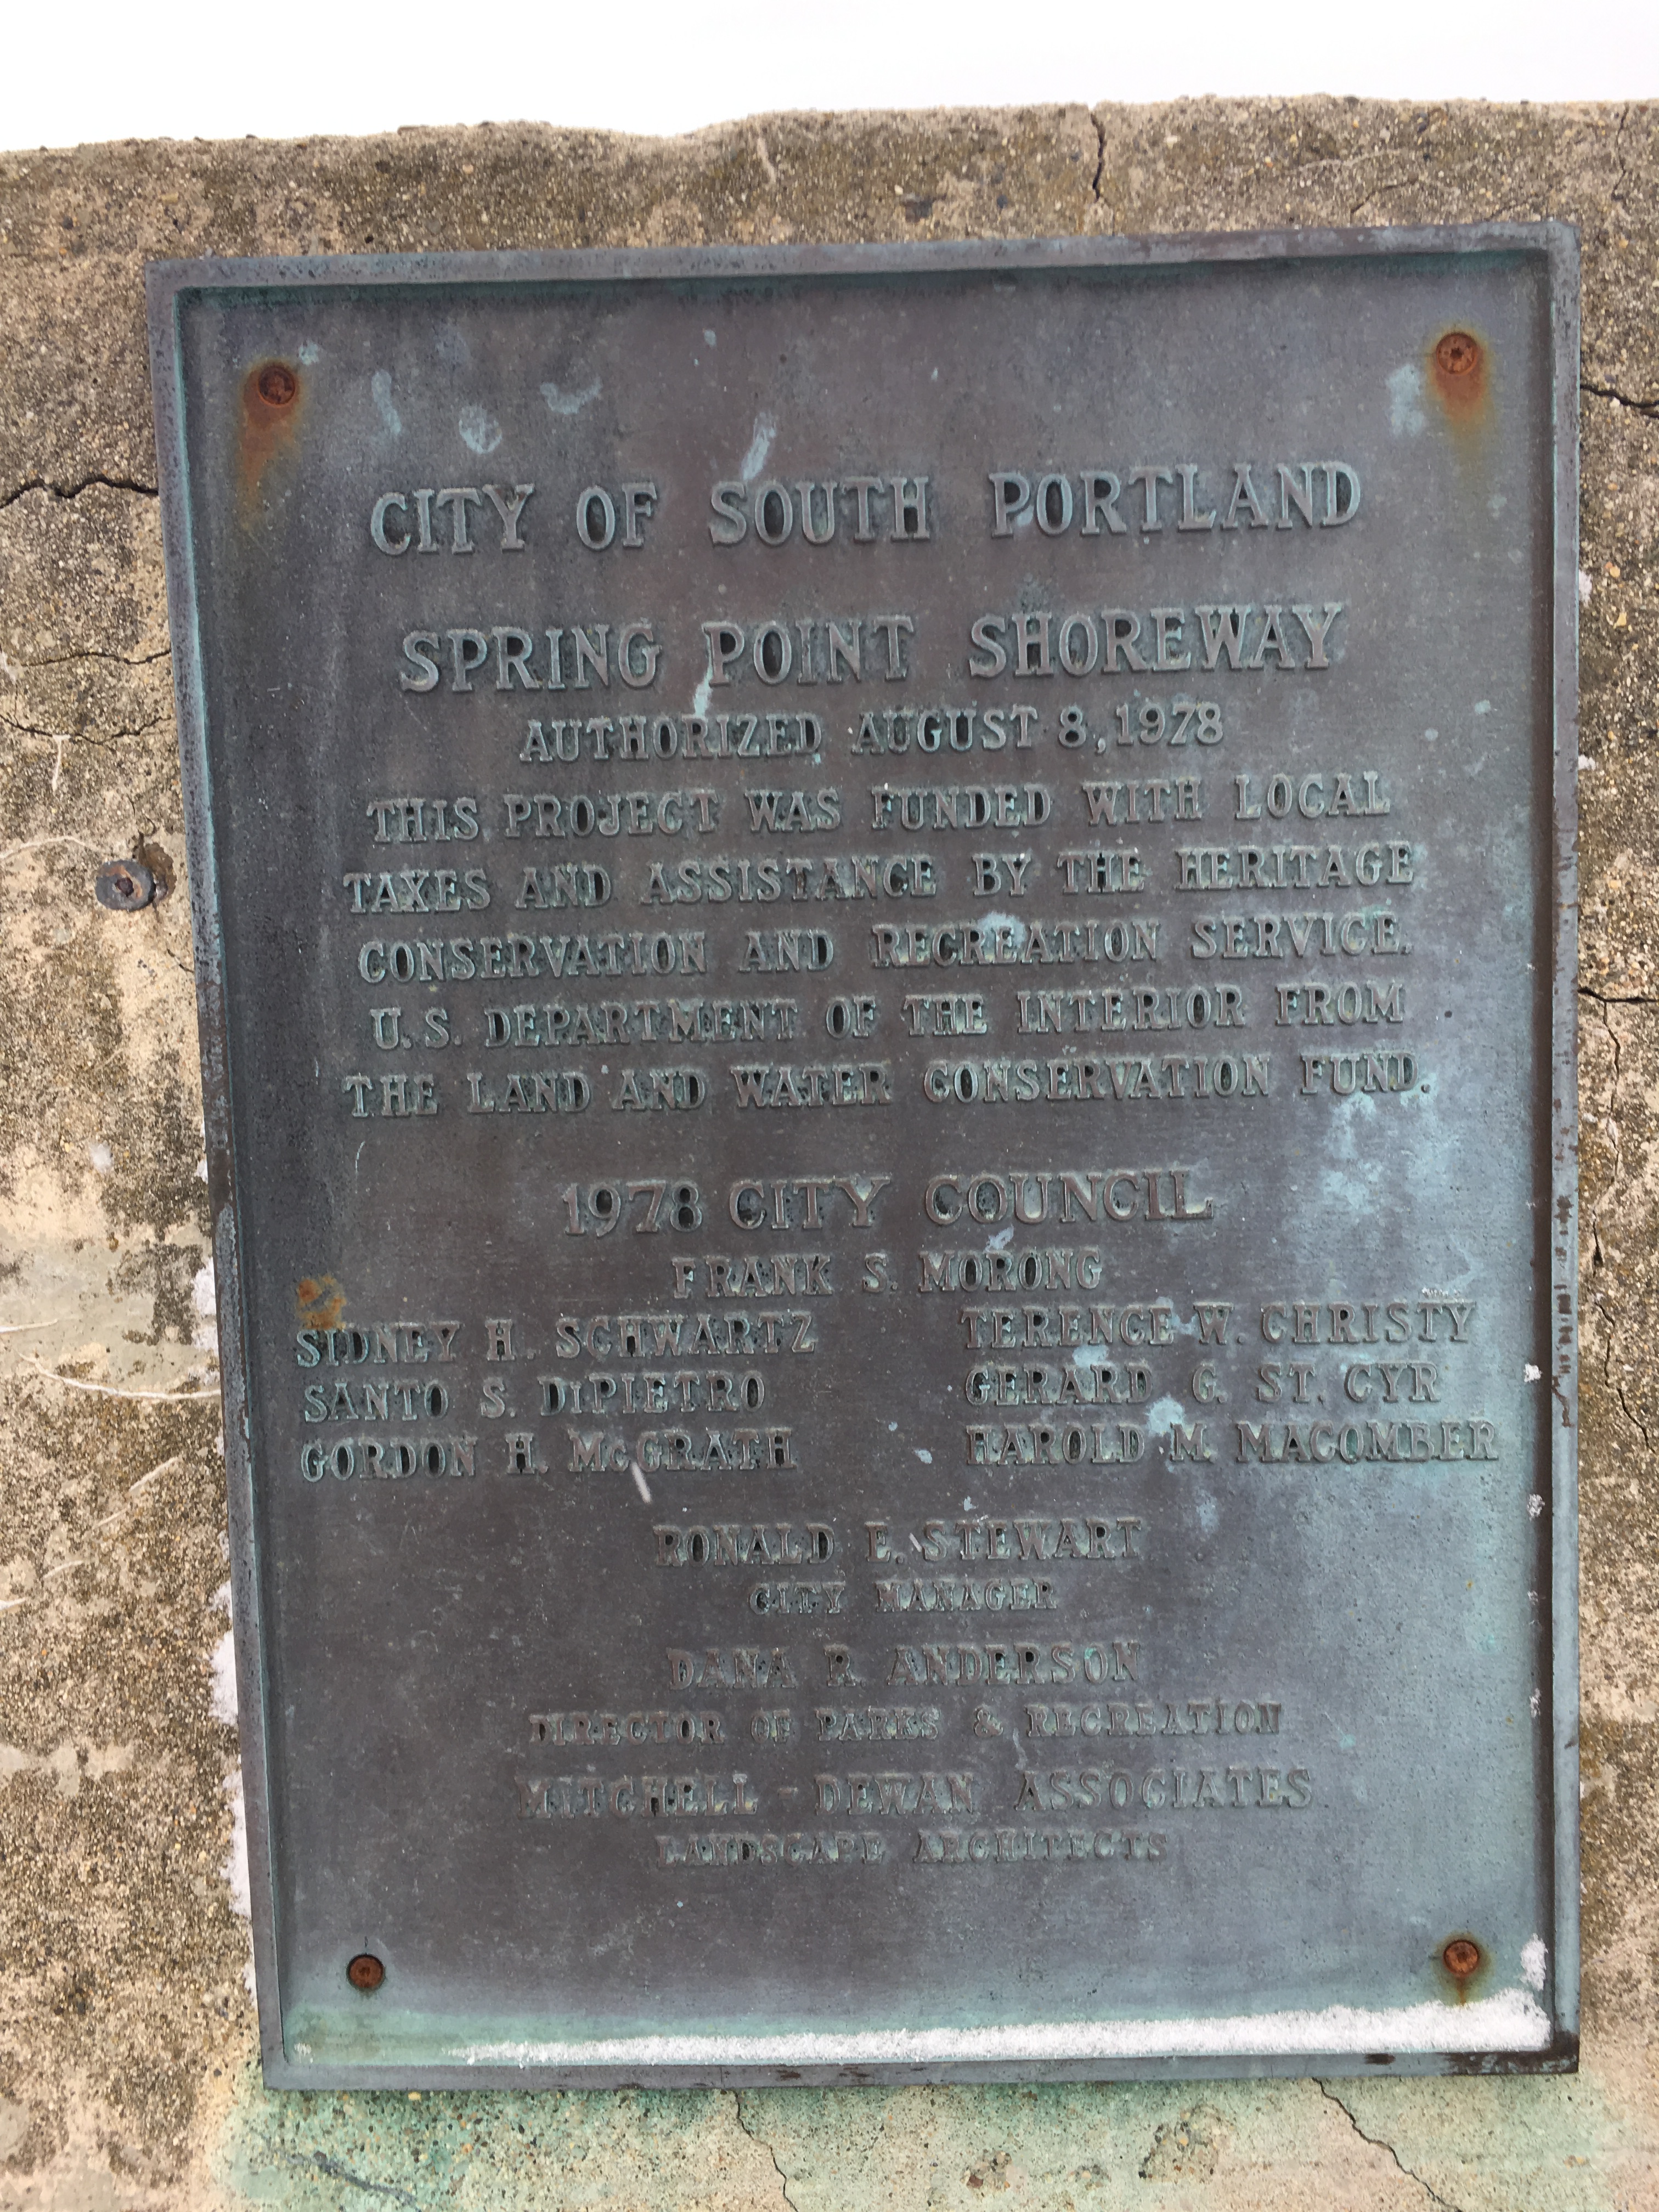 CITY OF SOUTH PORTLAND
SPRING POINT SHOREWAY
AUTHORIZED AUGUST 8, 1978
THIS PROJECT WAS FUNDED WITH LOCAL
TAXES AND ASSISTANCE BY THE HERITAGE
CONSERVATION AND RECREATION SERVICE.
U.S. DEPARTMENT OF THE INTERIOR FROM
THE LAND AND WATER CONSERVATION FUND.
1978 CITY COUNCIL
FRANK S. MORONG
SIDNEY H. SCHWARTZ TERENCE W. CHRISTY
SANTO S. DiPIETRO GERARD G. ST. CYR
GORDON H. McGRATH HAROLD M. MACOMBER
RONALD E. STEWART
CITY MANAGER
DANA R. ANDERSON
DIRECTOR OF PARKS & RECREATION
MITCHELL - DEWAN ASSOCIATES
LANDSCAPE ARCHITECTS